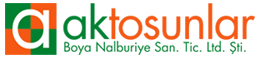 a aktosunlar
Boya Nalburiye San. Tic. Ltd. Şti.